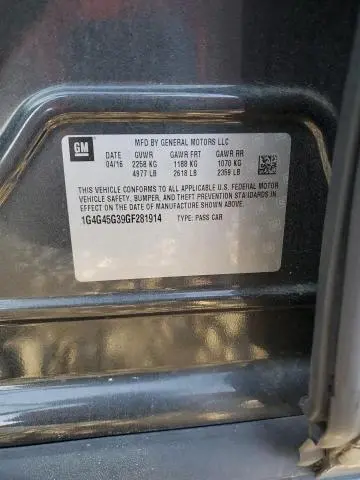 GM
MFD BY GENERAL MOTORS LLC
DATE GVWR GAWR FRT GAWR RR
04/16 2258 KG 1188 KG 1070 KG
4977 LB 2618 LB 2359 LB
THIS VEHICLE CONFORMS TO ALL APPLICABLE U.S. FEDERAL MOTOR
VEHICLE SAFETY, BUMPER, AND THEFT PREVENTION STANDARDS IN
EFFECT ON THE DATE OF MANUFACTURE SHOWN ABOVE.
1G4G45G39GF281914 TYPE: PASS CAR